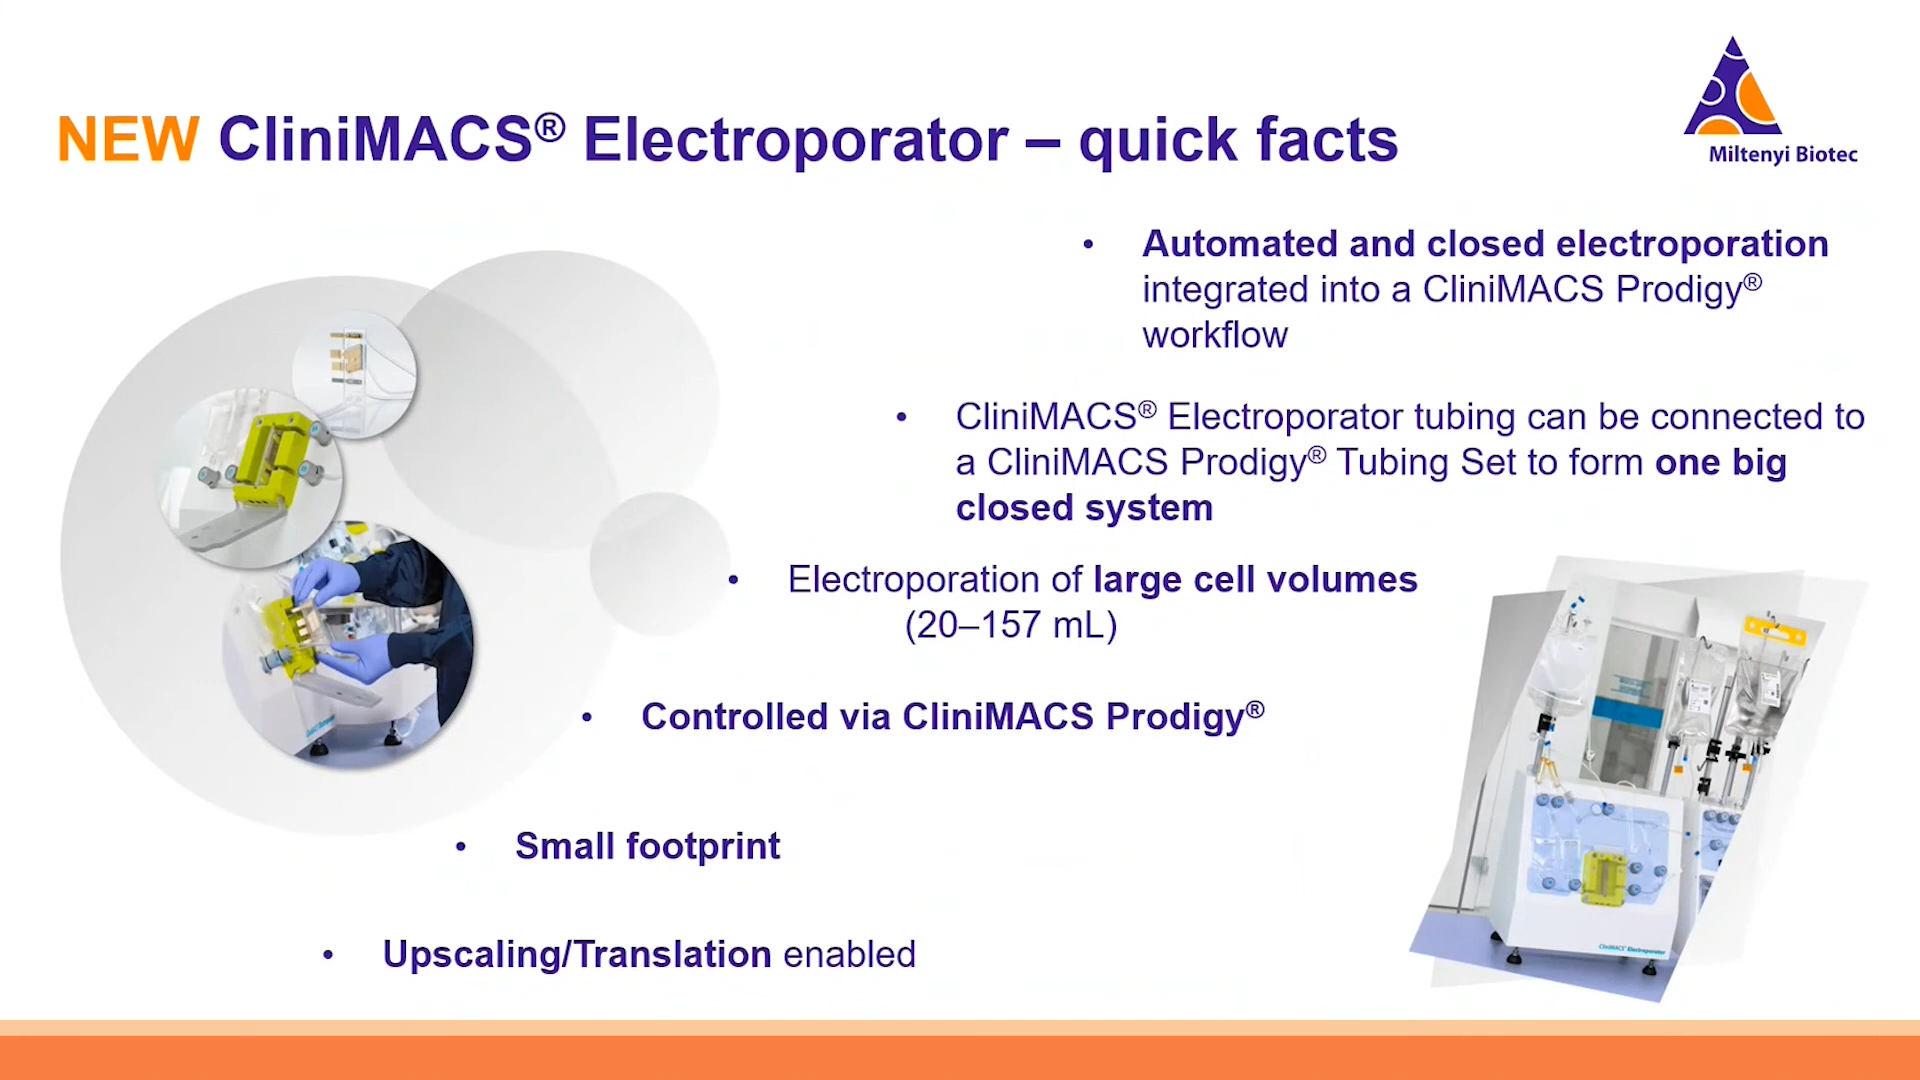 NEW CliniMACS® Electroporator – quick facts
Miltenyi Biotec
• Automated and closed electroporation
integrated into a CliniMACS Prodigy®
workflow
• CliniMACS® Electroporator tubing can be connected to
a CliniMACS Prodigy® Tubing Set to form one big
closed system
• Electroporation of large cell volumes
(20–157 mL)
• Controlled via CliniMACS Prodigy®
• Small footprint
• Upscaling/Translation enabled
CliniMACS® Electroporator